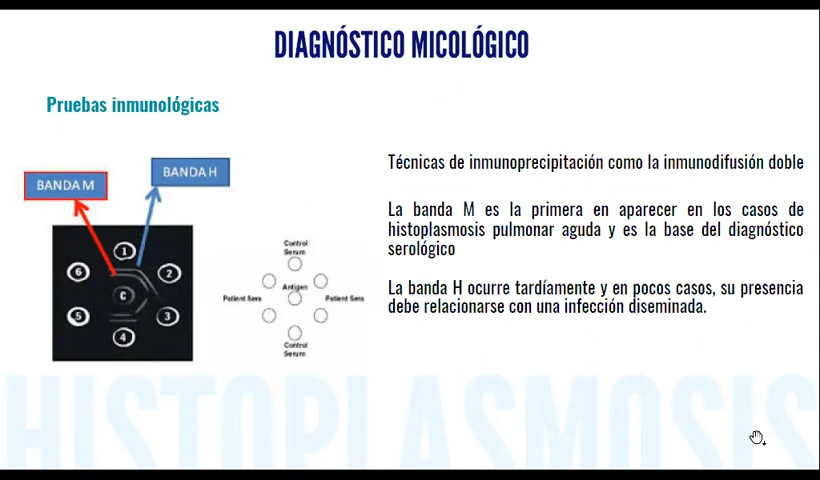 DIAGNÓSTICO MICOLÓGICO
Pruebas inmunológicas
BANDA M
BANDA H
1
2
3
4
5
6
C
Control
Serum
Antigen
Patient Sera
Patient Sera
Control
Serum
Técnicas de inmunoprecipitación como la inmunodifusión doble
La banda M es la primera en aparecer en los casos de
histoplasmosis pulmonar aguda y es la base del diagnóstico
serológico
La banda H ocurre tardíamente y en pocos casos, su presencia
debe relacionarse con una infección diseminada.
HISTOPLASMOSIS